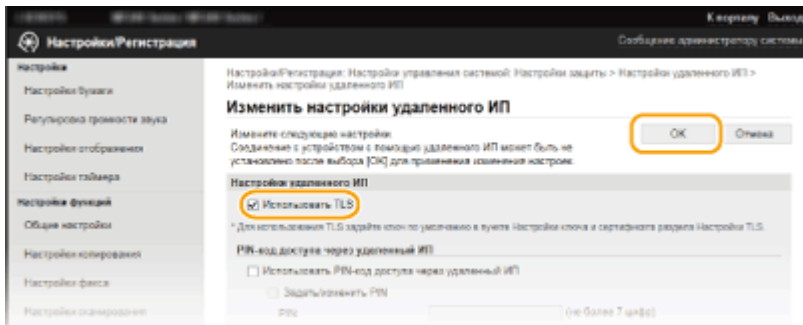 К порталу Выход
Настройки/Регистрация
Сообщение администратору системы
Настройки
Настройки бумаги
Регулировка громкости звука
Настройки отображения
Настройки таймера
Настройки функций
Общие настройки
Настройки копирования
Настройки факса
Настройки сканирования
Настройки/Регистрация: Настройки управления системой: Настройки защиты > Настройки удаленного ИП >
Изменить настройки удаленного ИП
Изменить настройки удаленного ИП
Измените следующие настройки.
Соединение с устройством с помощью удаленного ИП может быть не
установлено после выбора [OK] для применения изменения настроек.
OK Отмена
Настройки удаленного ИП
Использовать TLS
* Для использования TLS задайте ключ по умолчанию в пункте Настройки ключа и сертификата раздела Настройки TLS.
PIN-код доступа через удаленный ИП
Использовать PIN-код доступа через удаленный ИП
Задать/изменить PIN
PIN: (не более 7 цифр)